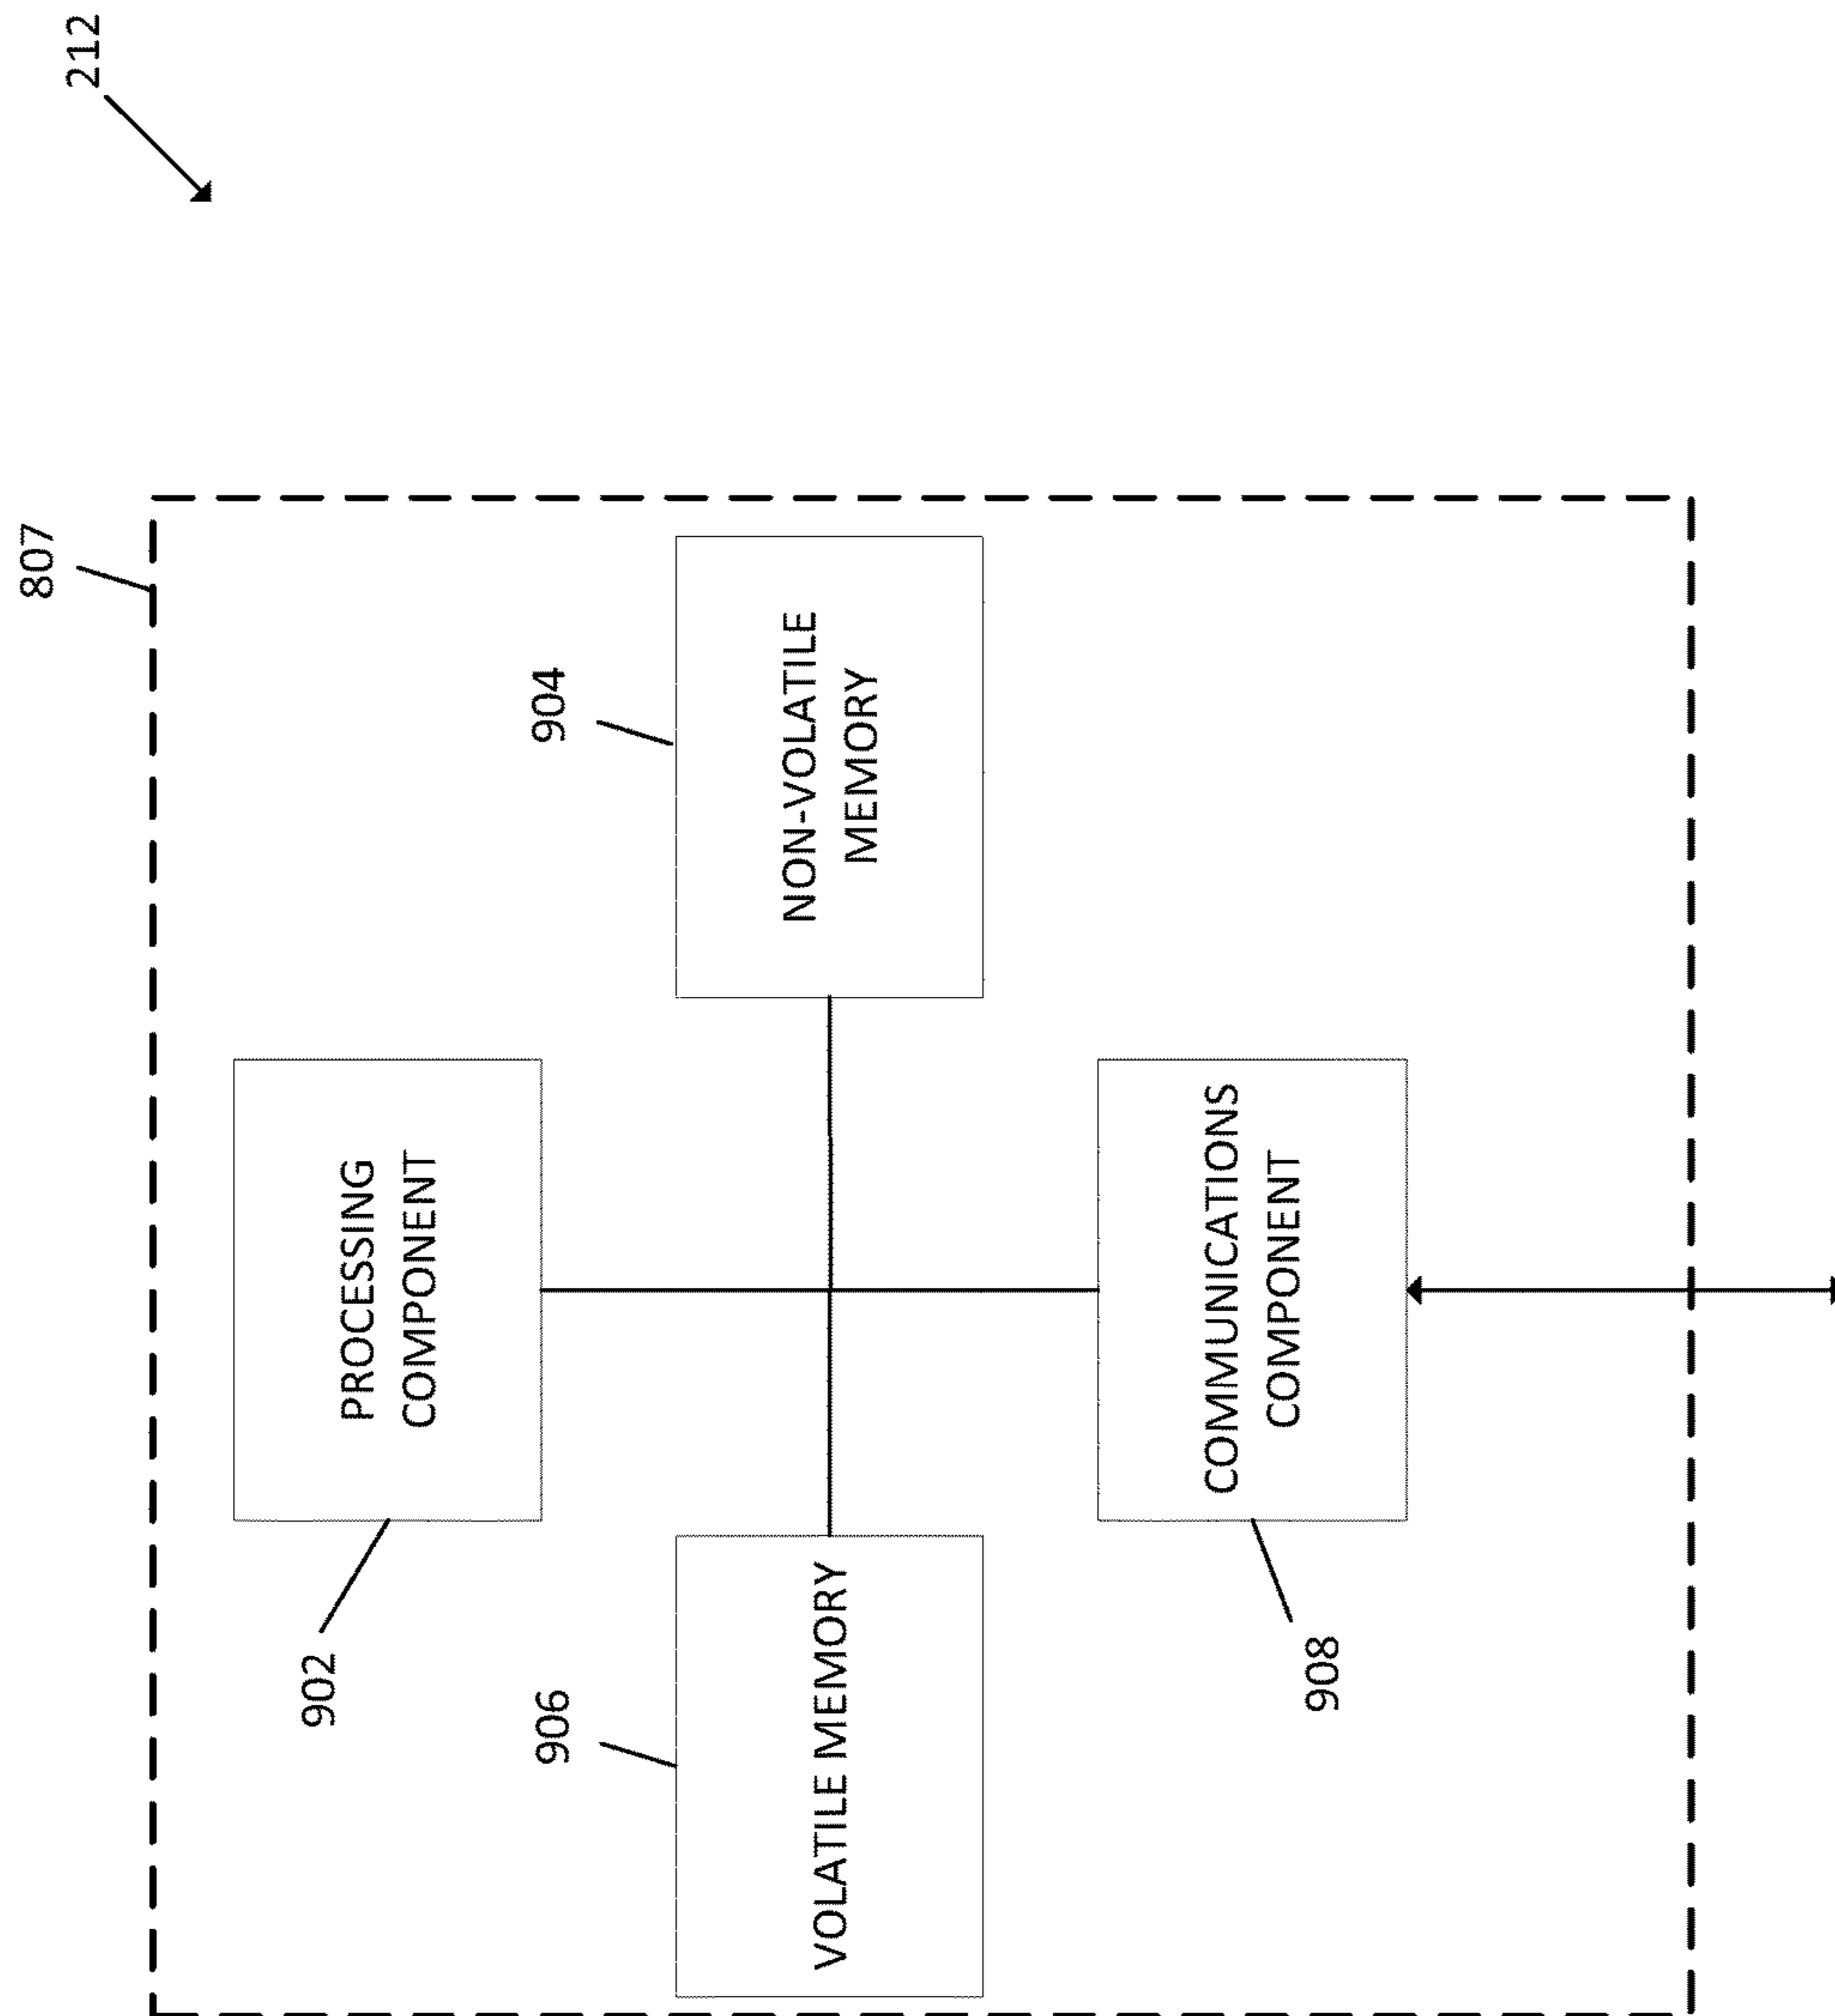 807
212
902
PROCESSING
COMPONENT
906
904
VOLATILE MEMORY
NON-VOLATILE
MEMORY
COMMUNICATIONS
COMPONENT
908